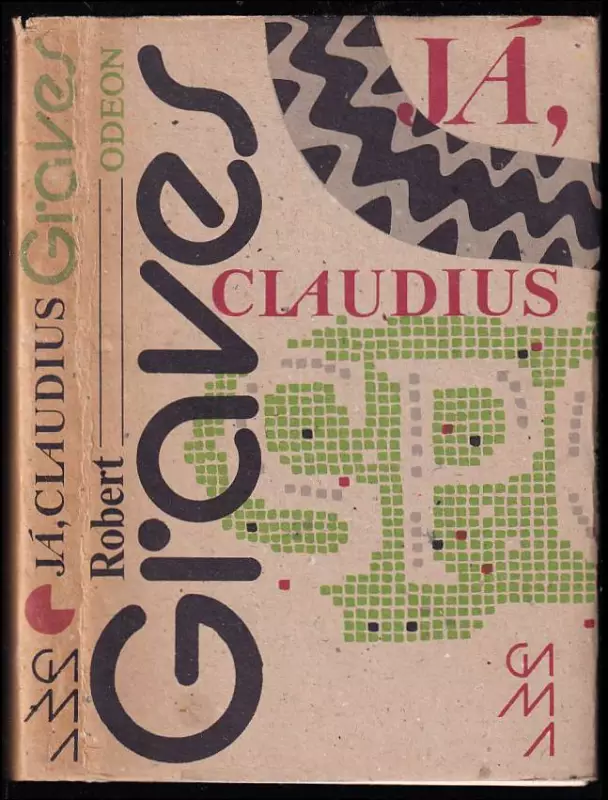 JÁ, CLAUDIUS Graves
Robert
Graves
ODEON
JÁ,
CLAUDIUS